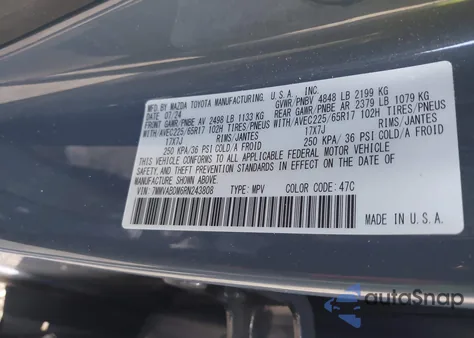 MFD. BY MAZDA TOYOTA MANUFACTURING, U.S.A., INC.
DATE 07/24 GVWR/PNBV 4848 LB 2199 KG
FRONT GAWR/PNBE AV 2498 LB 1133 KG REAR GAWR/PNBE AR 2379 LB 1079 KG
WITH/AVEC225/65R17 102H TIRES/PNEUS WITH/AVEC225/65R17 102H TIRES/PNEUS
17X7J RIMS/JANTES 17X7J RIMS/JANTES
250 KPA/36 PSI COLD/A FROID 250 KPA/ 36 PSI COLD/A FROID
THIS VEHICLE CONFORMS TO ALL APPLICABLE FEDERAL MOTOR VEHICLE
SAFETY STANDARDS IN EFFECT ON THE DATE OF
MANUFACTURE SHOWN ABOVE.
VIN: 7MMVABDM6RN243808 TYPE: MPV COLOR CODE: 47C
MADE IN U.S.A
autoSnap